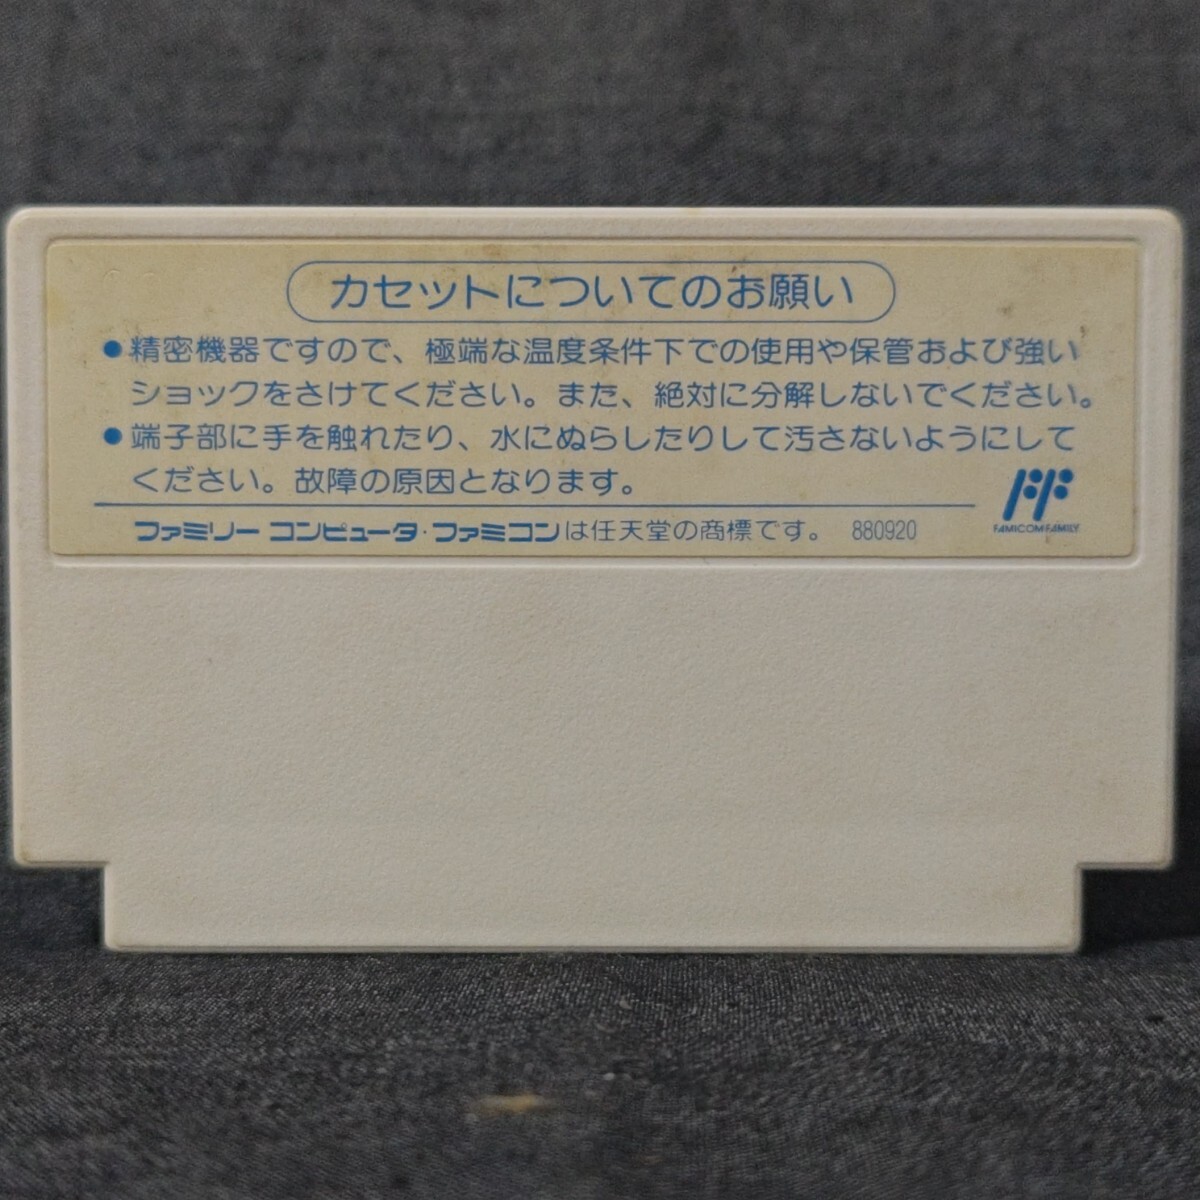 カセットについてのお願い
●精密機器ですので、極端な温度条件下での使用や保管および強い
ショックをさけてください。また、絶対に分解しないでください。
●端子部に手を触れたり、水にぬらしたりして汚さないようにして
ください。故障の原因となります。
FF
FAMICOM FAMILY
ファミリーコンピュータ・ファミコンは任天堂の商標です。 880920